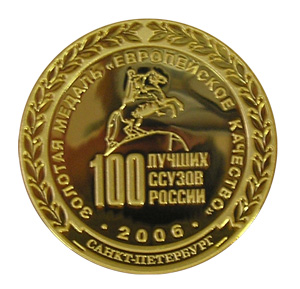 ЗОЛОТАЯ МЕДАЛЬ «ЕВРОПЕЙСКОЕ КАЧЕСТВО»
100 ЛУЧШИХ
ССУЗОВ
РОССИИ
• 2006 •
САНКТ-ПЕТЕРБУРГ